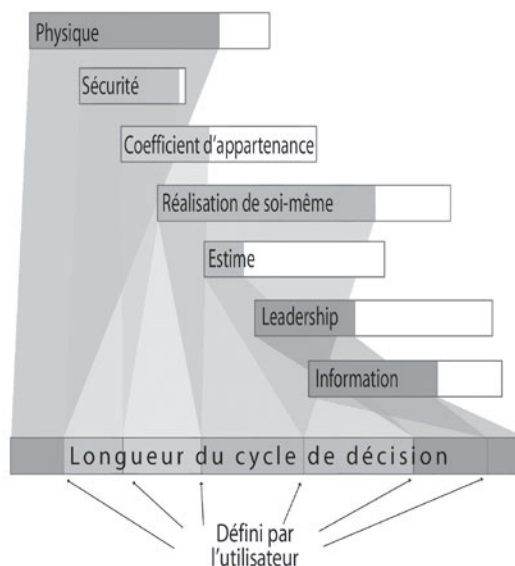 Physique
Sécurité
Coefficient d'appartenance
Réalisation de soi-même
Estime
Leadership
Information
Longueur du cycle de décision
Défini par
l'utilisateur